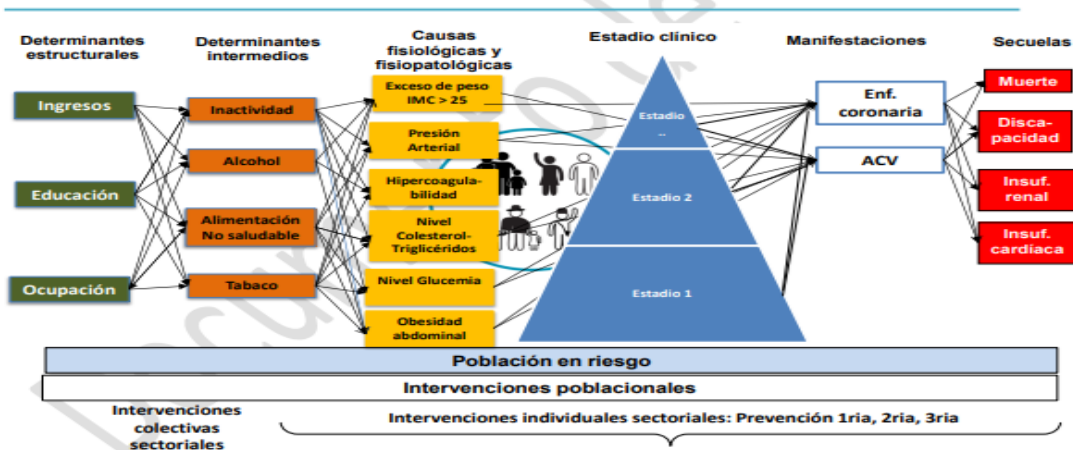 Determinantes
estructurales
Determinantes
intermedios
Causas
fisiológicas y
fisiopatológicas
Estadio clínico
Manifestaciones
Secuelas
Ingresos
Educación
Ocupación
Inactividad
Alcohol
Alimentación
No saludable
Tabaco
Exceso de peso
IMC > 25
Presión
Arterial
Hipercoagula-
bilidad
Nivel
Colesterol-
Triglicéridos
Nivel Glucemia
Obesidad
abdominal
Estadio
..
Estadio 2
Estadio 1
Enf.
coronaria
ACV
Muerte
Disca-
pacidad
Insuf.
renal
Insuf.
cardíaca
Población en riesgo
Intervenciones poblacionales
Intervenciones
colectivas
sectoriales
Intervenciones individuales sectoriales: Prevención 1ria, 2ria, 3ria